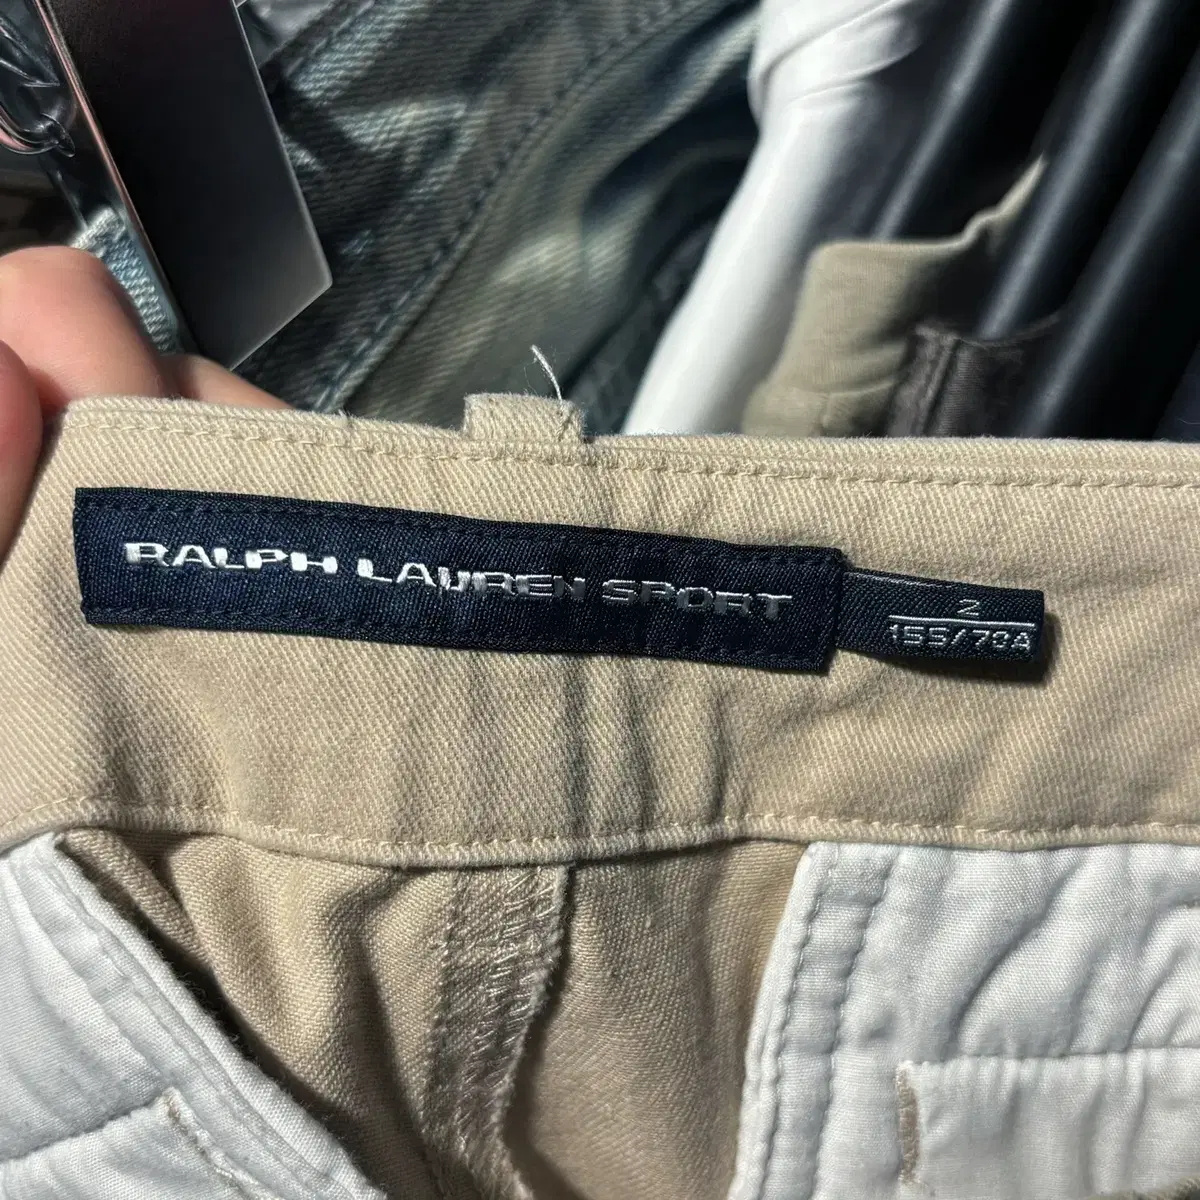 RALPH LAUREN SPORT
2
155/70A